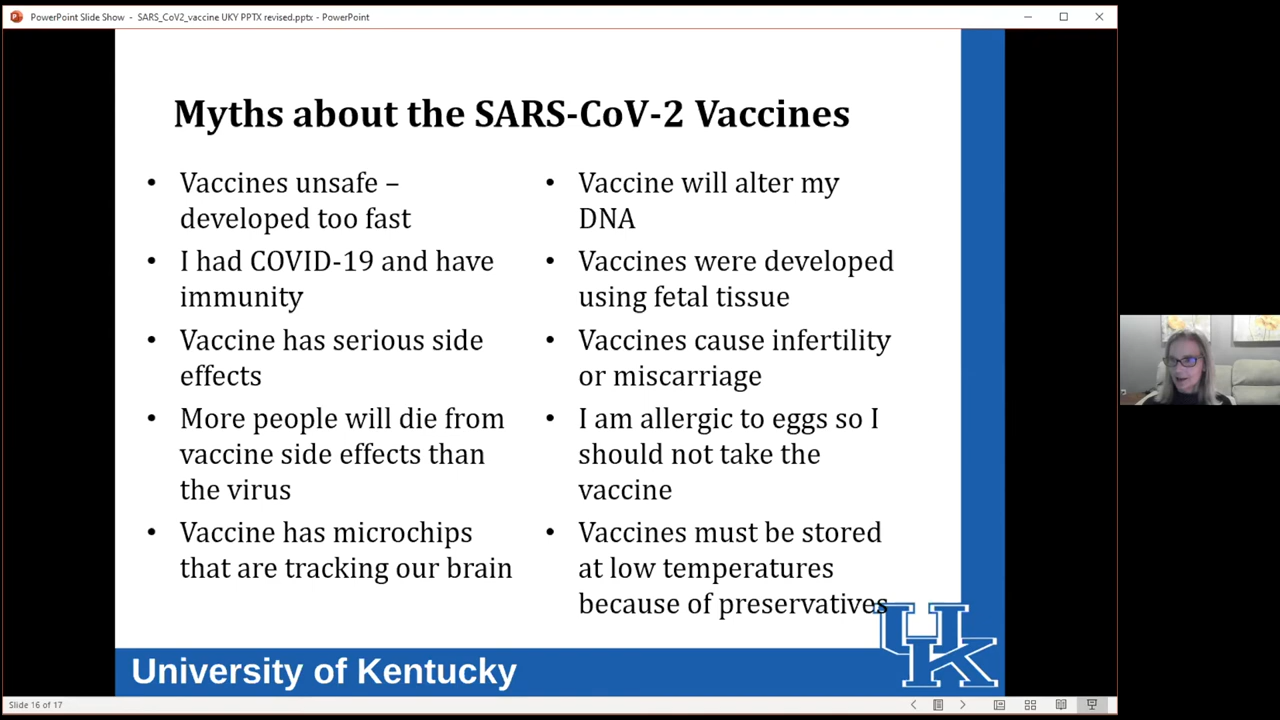 PowerPoint Slide Show - SARS_CoV2_vaccine UKY PPTX revised.pptx - PowerPoint
Myths about the SARS-CoV-2 Vaccines
• Vaccines unsafe –
developed too fast
• I had COVID-19 and have
immunity
• Vaccine has serious side
effects
• More people will die from
vaccine side effects than
the virus
• Vaccine has microchips
that are tracking our brain
• Vaccine will alter my
DNA
• Vaccines were developed
using fetal tissue
• Vaccines cause infertility
or miscarriage
• I am allergic to eggs so I
should not take the
vaccine
• Vaccines must be stored
at low temperatures
because of preservatives
UK
University of Kentucky
Slide 16 of 17